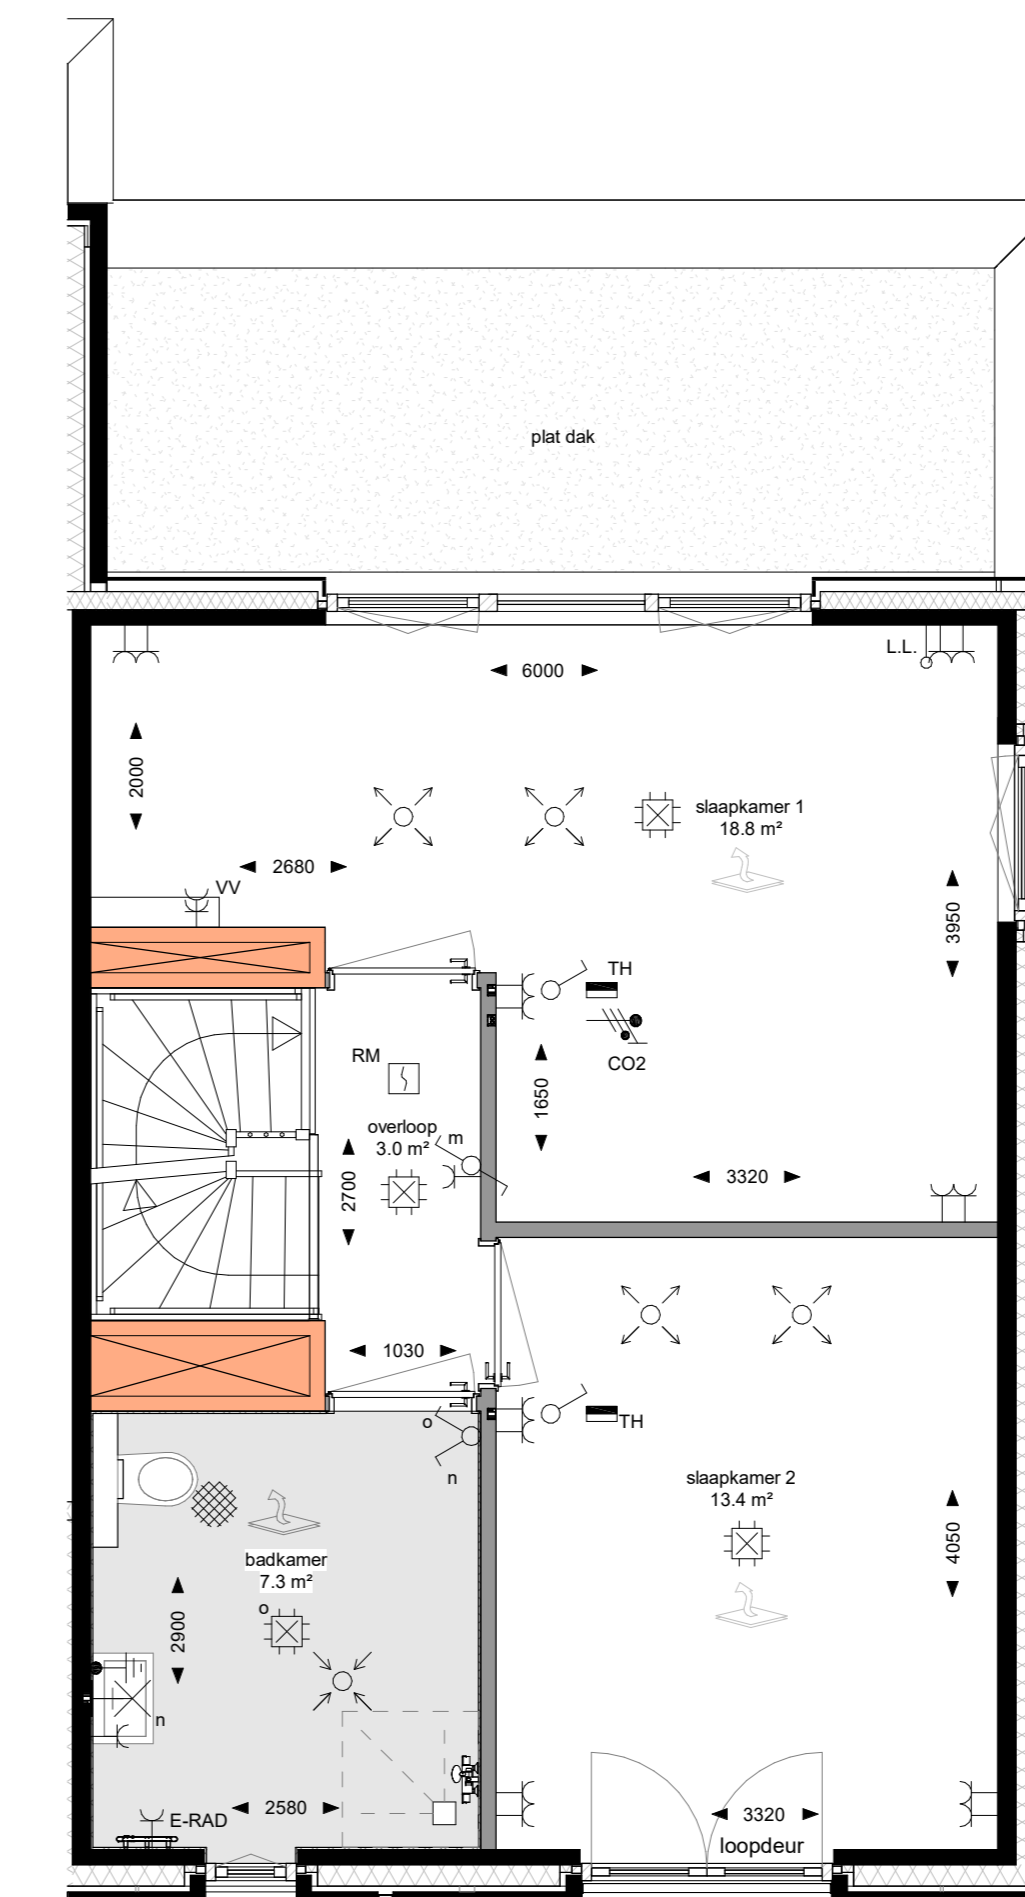 plat dak
6000
L.L.
2000
slaapkamer 1
18.8 m²
2680
VV
3950
TH
CO2
RM
1650
overloop
3.0 m²
m
2700
3320
1030
o
n
TH
slaapkamer 2
13.4 m²
4050
badkamer
7.3 m²
o
2900
n
2580
E-RAD
3320
loopdeur